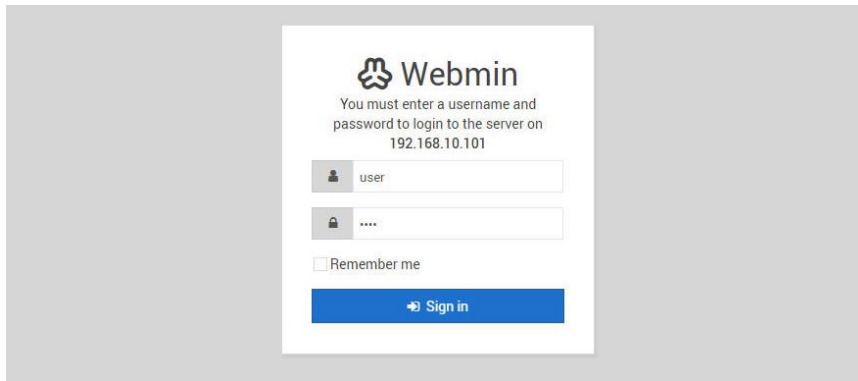 Webmin
You must enter a username and
password to login to the server on
192.168.10.101
user
••••
Remember me
Sign in